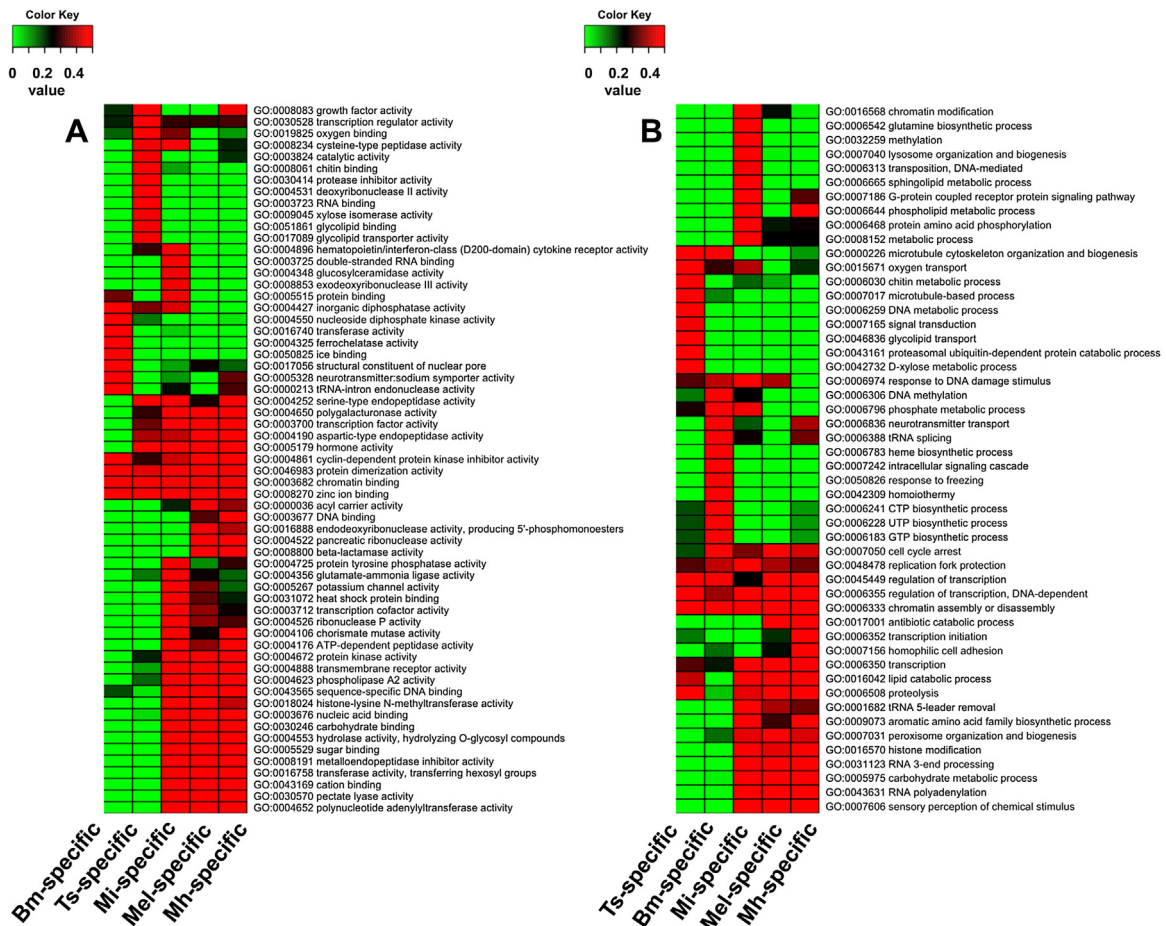 Color Key
0 0.2 0.4
value
A
GO:0008083 growth factor activity
GO:0030528 transcription regulator activity
GO:0019825 oxygen binding
GO:0008234 cysteine-type peptidase activity
GO:0003824 catalytic activity
GO:0008061 chitin binding
GO:0030414 protease inhibitor activity
GO:0004531 deoxyribonuclease II activity
GO:0003723 RNA binding
GO:0009045 xylose isomerase activity
GO:0051861 glycolipid binding
GO:0017089 glycolipid transporter activity
GO:0004896 hematopoietin/interferon-class (D200-domain) cytokine receptor activity
GO:0003725 double-stranded RNA binding
GO:0004348 glucosylceramidase activity
GO:0008853 exodeoxyribonuclease III activity
GO:0005515 protein binding
GO:0004427 inorganic diphosphatase activity
GO:0004550 nucleoside diphosphate kinase activity
GO:0016740 transferase activity
GO:0004325 ferrochelatase activity
GO:0050825 ice binding
GO:0017056 structural constituent of nuclear pore
GO:0005328 neurotransmitter:sodium symporter activity
GO:0000213 tRNA-intron endonuclease activity
GO:0004252 serine-type endopeptidase activity
GO:0004650 polygalacturonase activity
GO:0003700 transcription factor activity
GO:0004190 aspartic-type endopeptidase activity
GO:0005179 hormone activity
GO:0004861 cyclin-dependent protein kinase inhibitor activity
GO:0046983 protein dimerization activity
GO:0003682 chromatin binding
GO:0008270 zinc ion binding
GO:0000036 acyl carrier activity
GO:0003677 DNA binding
GO:0016888 endodeoxyribonuclease activity, producing 5'-phosphomonoesters
GO:0004522 pancreatic ribonuclease activity
GO:0008800 beta-lactamase activity
GO:0004725 protein tyrosine phosphatase activity
GO:0004356 glutamate-ammonia ligase activity
GO:0005267 potassium channel activity
GO:0031072 heat shock protein binding
GO:0003712 transcription cofactor activity
GO:0004526 ribonuclease P activity
GO:0004106 chorismate mutase activity
GO:0004176 ATP-dependent peptidase activity
GO:0004672 protein kinase activity
GO:0004888 transmembrane receptor activity
GO:0004623 phospholipase A2 activity
GO:0043565 sequence-specific DNA binding
GO:0018024 histone-lysine N-methyltransferase activity
GO:0003676 nucleic acid binding
GO:0030246 carbohydrate binding
GO:0004553 hydrolase activity, hydrolyzing O-glycosyl compounds
GO:0005529 sugar binding
GO:0008191 metalloendopeptidase inhibitor activity
GO:0016758 transferase activity, transferring hexosyl groups
GO:0043169 cation binding
GO:0030570 pectate lyase activity
GO:0004652 polynucleotide adenylyltransferase activity
Bm-specific
Ts-specific
Mi-specific
Mel-specific
Mh-specific
Color Key
0 0.2 0.4
value
B
GO:0016568 chromatin modification
GO:0006542 glutamine biosynthetic process
GO:0032259 methylation
GO:0007040 lysosome organization and biogenesis
GO:0006313 transposition, DNA-mediated
GO:0006665 sphingolipid metabolic process
GO:0007186 G-protein coupled receptor protein signaling pathway
GO:0006644 phospholipid metabolic process
GO:0006468 protein amino acid phosphorylation
GO:0008152 metabolic process
GO:0000226 microtubule cytoskeleton organization and biogenesis
GO:0015671 oxygen transport
GO:0006030 chitin metabolic process
GO:0007017 microtubule-based process
GO:0006259 DNA metabolic process
GO:0007165 signal transduction
GO:0046836 glycolipid transport
GO:0043161 proteasomal ubiquitin-dependent protein catabolic process
GO:0042732 D-xylose metabolic process
GO:0006974 response to DNA damage stimulus
GO:0006306 DNA methylation
GO:0006796 phosphate metabolic process
GO:0006836 neurotransmitter transport
GO:0006388 tRNA splicing
GO:0006783 heme biosynthetic process
GO:0007242 intracellular signaling cascade
GO:0050826 response to freezing
GO:0042309 homoiothermy
GO:0006241 CTP biosynthetic process
GO:0006228 UTP biosynthetic process
GO:0006183 GTP biosynthetic process
GO:0007050 cell cycle arrest
GO:0048478 replication fork protection
GO:0045449 regulation of transcription
GO:0006355 regulation of transcription, DNA-dependent
GO:0006333 chromatin assembly or disassembly
GO:0017001 antibiotic catabolic process
GO:0006352 transcription initiation
GO:0007156 homophilic cell adhesion
GO:0006350 transcription
GO:0016042 lipid catabolic process
GO:0006508 proteolysis
GO:0001682 tRNA 5-leader removal
GO:0009073 aromatic amino acid family biosynthetic process
GO:0007031 peroxisome organization and biogenesis
GO:0016570 histone modification
GO:0031123 RNA 3-end processing
GO:0005975 carbohydrate metabolic process
GO:0043631 RNA polyadenylation
GO:0007606 sensory perception of chemical stimulus
Ts-specific
Bm-specific
Mi-specific
Mel-specific
Mh-specific